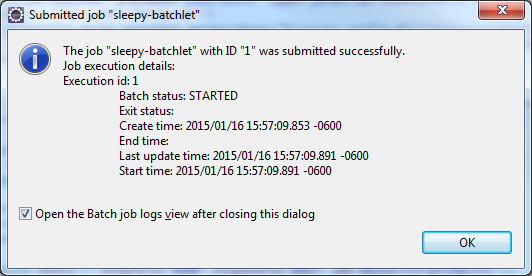 Submitted job "sleepy-batchlet"
The job "sleepy-batchlet" with ID "1" was submitted successfully.
Job execution details:
Execution id: 1
Batch status: STARTED
Exit status:
Create time: 2015/01/16 15:57:09.853 -0600
End time:
Last update time: 2015/01/16 15:57:09.891 -0600
Start time: 2015/01/16 15:57:09.891 -0600
Open the Batch job logs view after closing this dialog
OK